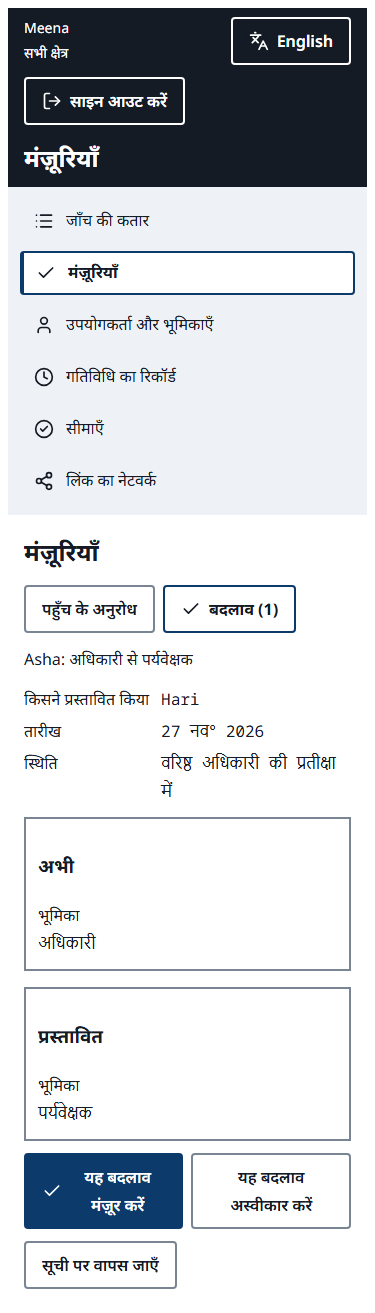 Meena
सभी क्षेत्र
English
साइन आउट करें
मंज़ूरियाँ
जाँच की कतार
मंज़ूरियाँ
उपयोगकर्ता और भूमिकाएँ
गतिविधि का रिकॉर्ड
सीमाएँ
लिंक का नेटवर्क
मंज़ूरियाँ
पहुँच के अनुरोध
बदलाव (1)
Asha: अधिकारी से पर्यवेक्षक
किसने प्रस्तावित किया Hari
तारीख 27 नव॰ 2026
स्थिति वरिष्ठ अधिकारी की प्रतीक्षा
में
अभी
भूमिका
अधिकारी
प्रस्तावित
भूमिका
पर्यवेक्षक
यह बदलाव
मंज़ूर करें
यह बदलाव
अस्वीकार करें
सूची पर वापस जाएँ